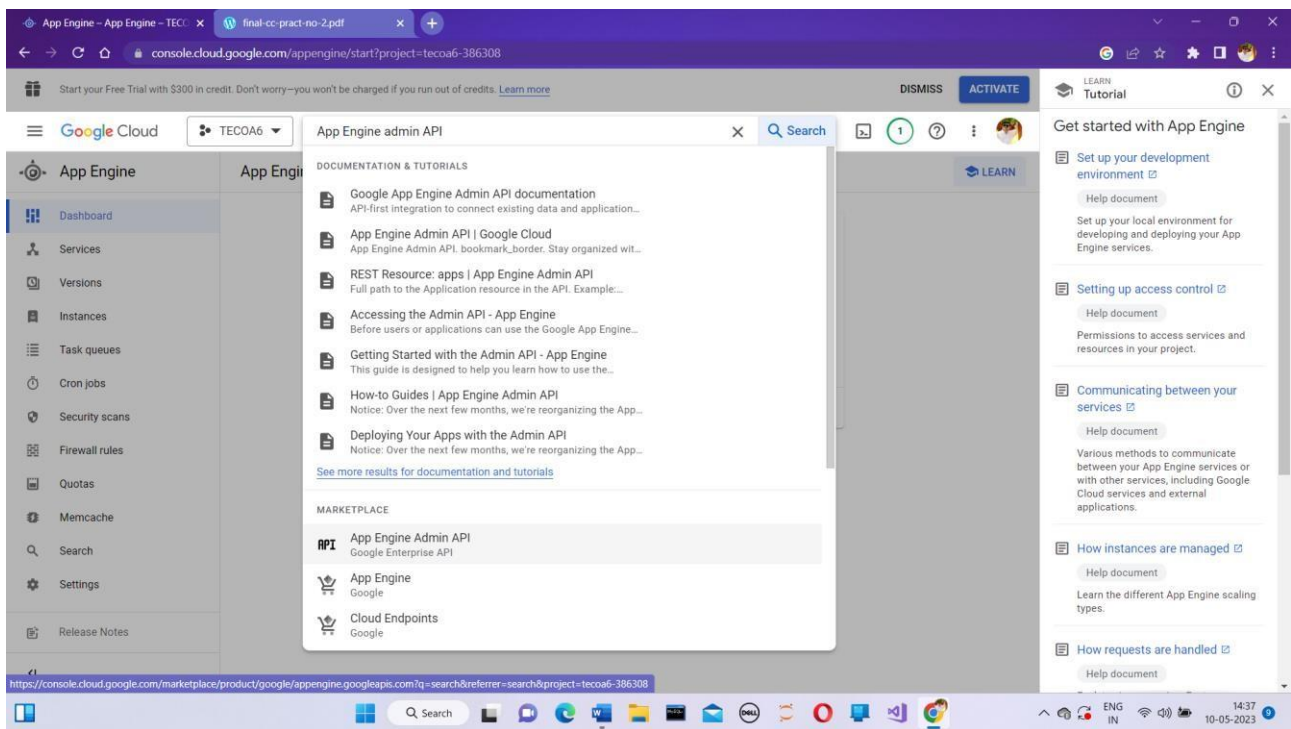 App Engine – App Engine – TECO
final-cc-pract-no-2.pdf
console.cloud.google.com/appengine/start?project=tecoa6-386308
Start your Free Trial with $300 in credit. Don't worry—you won't be charged if you run out of credits. Learn more
DISMISS
ACTIVATE
Google Cloud
TECOA6
App Engine admin API
Search
1
App Engine
App Engi
LEARN
Dashboard
Services
Versions
Instances
Task queues
Cron jobs
Security scans
Firewall rules
Quotas
Memcache
Search
Settings
Release Notes
DOCUMENTATION & TUTORIALS
Google App Engine Admin API documentation
API-first integration to connect existing data and application...
App Engine Admin API | Google Cloud
App Engine Admin API. bookmark_border. Stay organized wit...
REST Resource: apps | App Engine Admin API
Full path to the Application resource in the API. Example:...
Accessing the Admin API - App Engine
Before users or applications can use the Google App Engine...
Getting Started with the Admin API - App Engine
This guide is designed to help you learn how to use the...
How-to Guides | App Engine Admin API
Notice: Over the next few months, we're reorganizing the App...
Deploying Your Apps with the Admin API
Notice: Over the next few months, we're reorganizing the App...
See more results for documentation and tutorials
MARKETPLACE
API
App Engine Admin API
Google Enterprise API
App Engine
Google
Cloud Endpoints
Google
LEARN
Tutorial
Get started with App Engine
Set up your development
environment
Help document
Set up your local environment for
developing and deploying your App
Engine services.
Setting up access control
Help document
Permissions to access services and
resources in your project.
Communicating between your
services
Help document
Various methods to communicate
between your App Engine services or
with other services, including Google
Cloud services and external
applications.
How instances are managed
Help document
Learn the different App Engine scaling
types.
How requests are handled
Help document
https://console.cloud.google.com/marketplace/product/google/appengine.googleapis.com?q=search&referrer=search&project=tecoa6-386308
Search
DELL
ENG
IN
14:37
10-05-2023
9